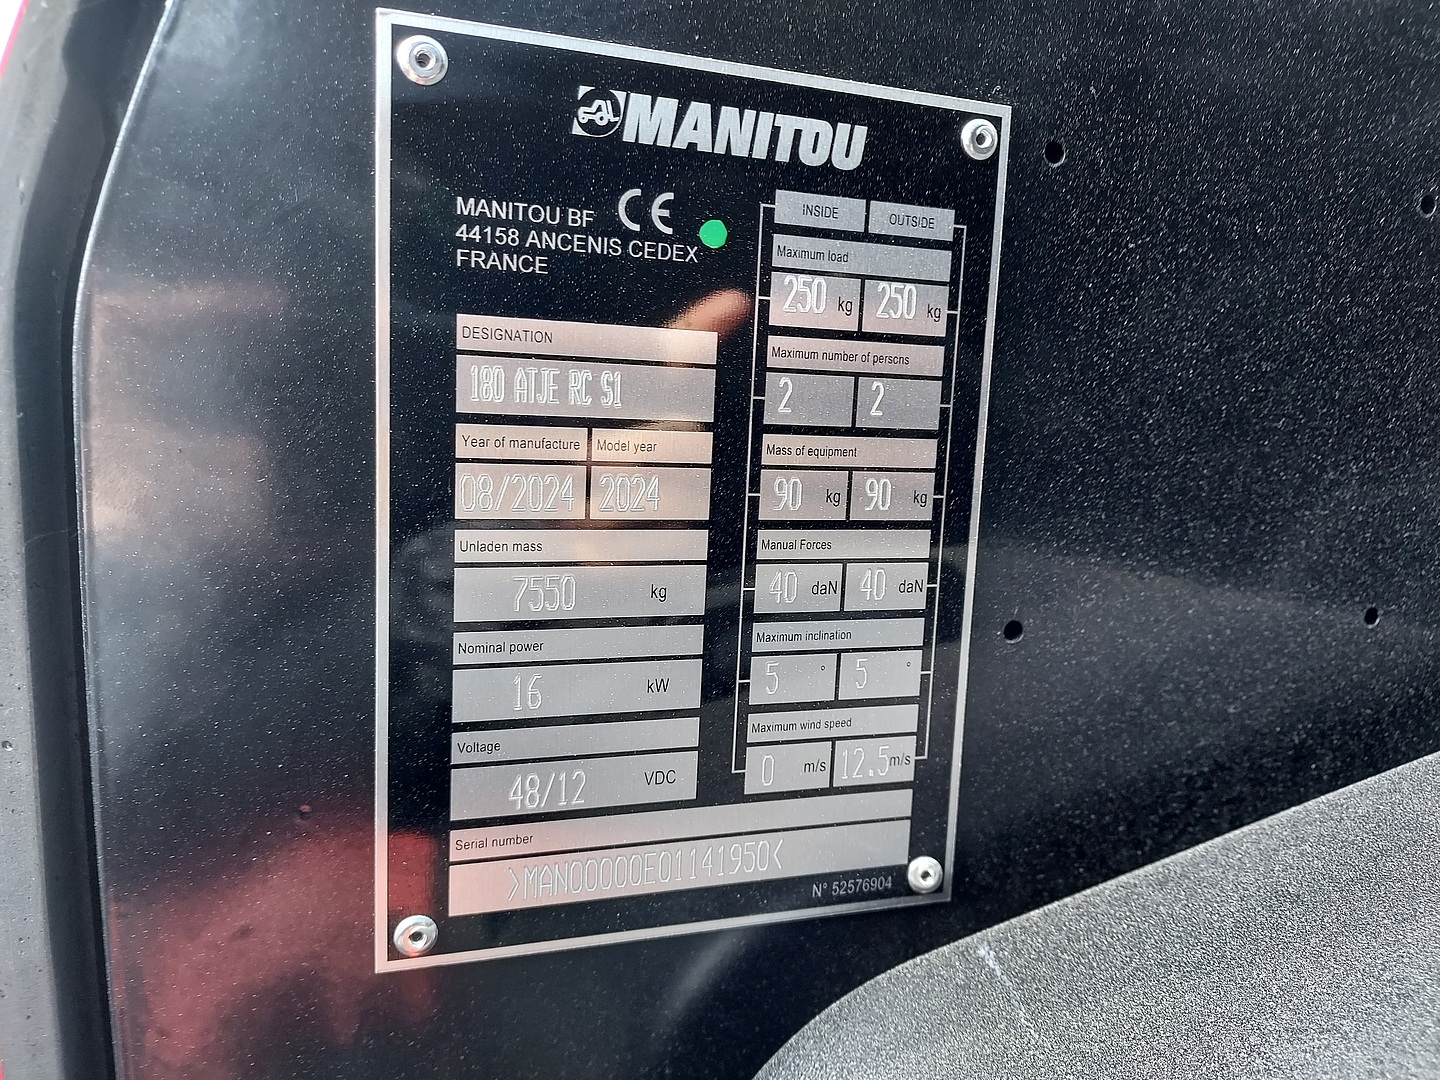 MANITOU
MANITOU BF CE
44158 ANCENIS CEDEX
FRANCE
DESIGNATION
180 ATJE RC S1
Year of manufacture Model year
08/2024 2024
Unladen mass
7550 kg
Nominal power
16 kW
Voltage
48/12 VDC
INSIDE OUTSIDE
Maximum load
250 kg 250 kg
Maximum number of persons
2 2
Mass of equipment
90 kg 90 kg
Manual Forces
40 daN 40 daN
Maximum inclination
5 ° 5 °
Maximum wind speed
0 m/s 12.5 m/s
Serial number
>MAN00000E01141950<
N° 52576904